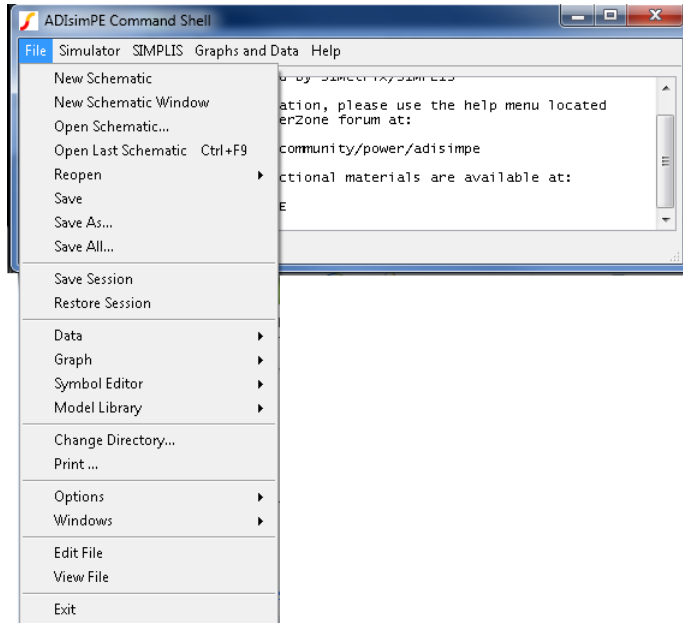 ADIsimPE Command Shell
File Simulator SIMPLIS Graphs and Data Help
New Schematic
New Schematic Window
Open Schematic...
Open Last Schematic Ctrl+F9
Reopen
Save
Save As...
Save All...
Save Session
Restore Session
Data
Graph
Symbol Editor
Model Library
Change Directory...
Print ...
Options
Windows
Edit File
View File
Exit
by SIMetrix/SIMPLIS
ation, please use the help menu located
erZone forum at:
community/power/adisimpe
ctional materials are available at:
E